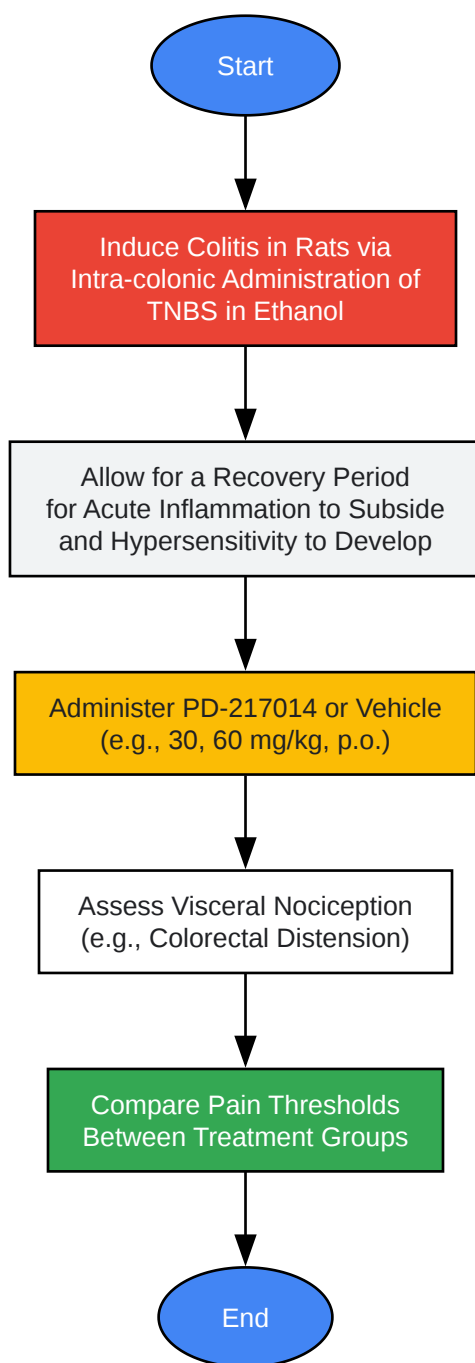 Start
Induce Colitis in Rats via
Intra-colonic Administration of
TNBS in Ethanol
Allow for a Recovery Period
for Acute Inflammation to Subside
and Hypersensitivity to Develop
Administer PD-217014 or Vehicle
(e.g., 30, 60 mg/kg, p.o.)
Assess Visceral Nociception
(e.g., Colorectal Distension)
Compare Pain Thresholds
Between Treatment Groups
End